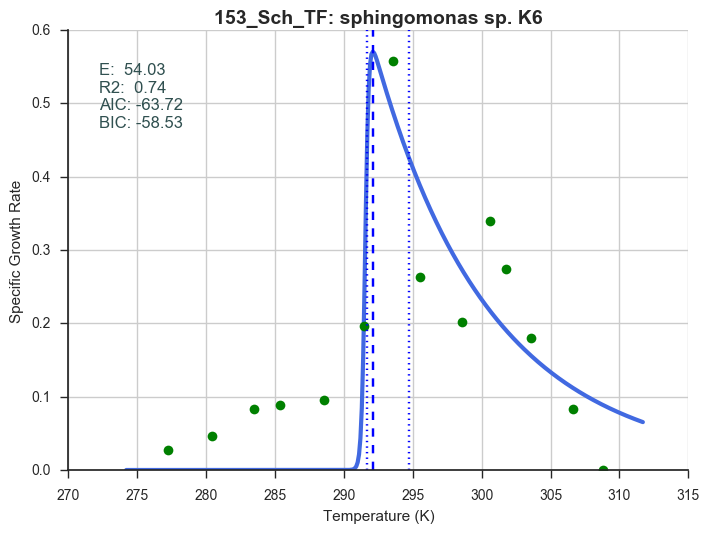 153_Sch_TF: sphingomonas sp. K6
E:  54.03
R2:  0.74
AIC: -63.72
BIC: -58.53
0.6
0.5
0.4
0.3
0.2
0.1
0.0
Specific Growth Rate
270 275 280 285 290 295 300 305 310 315
Temperature (K)